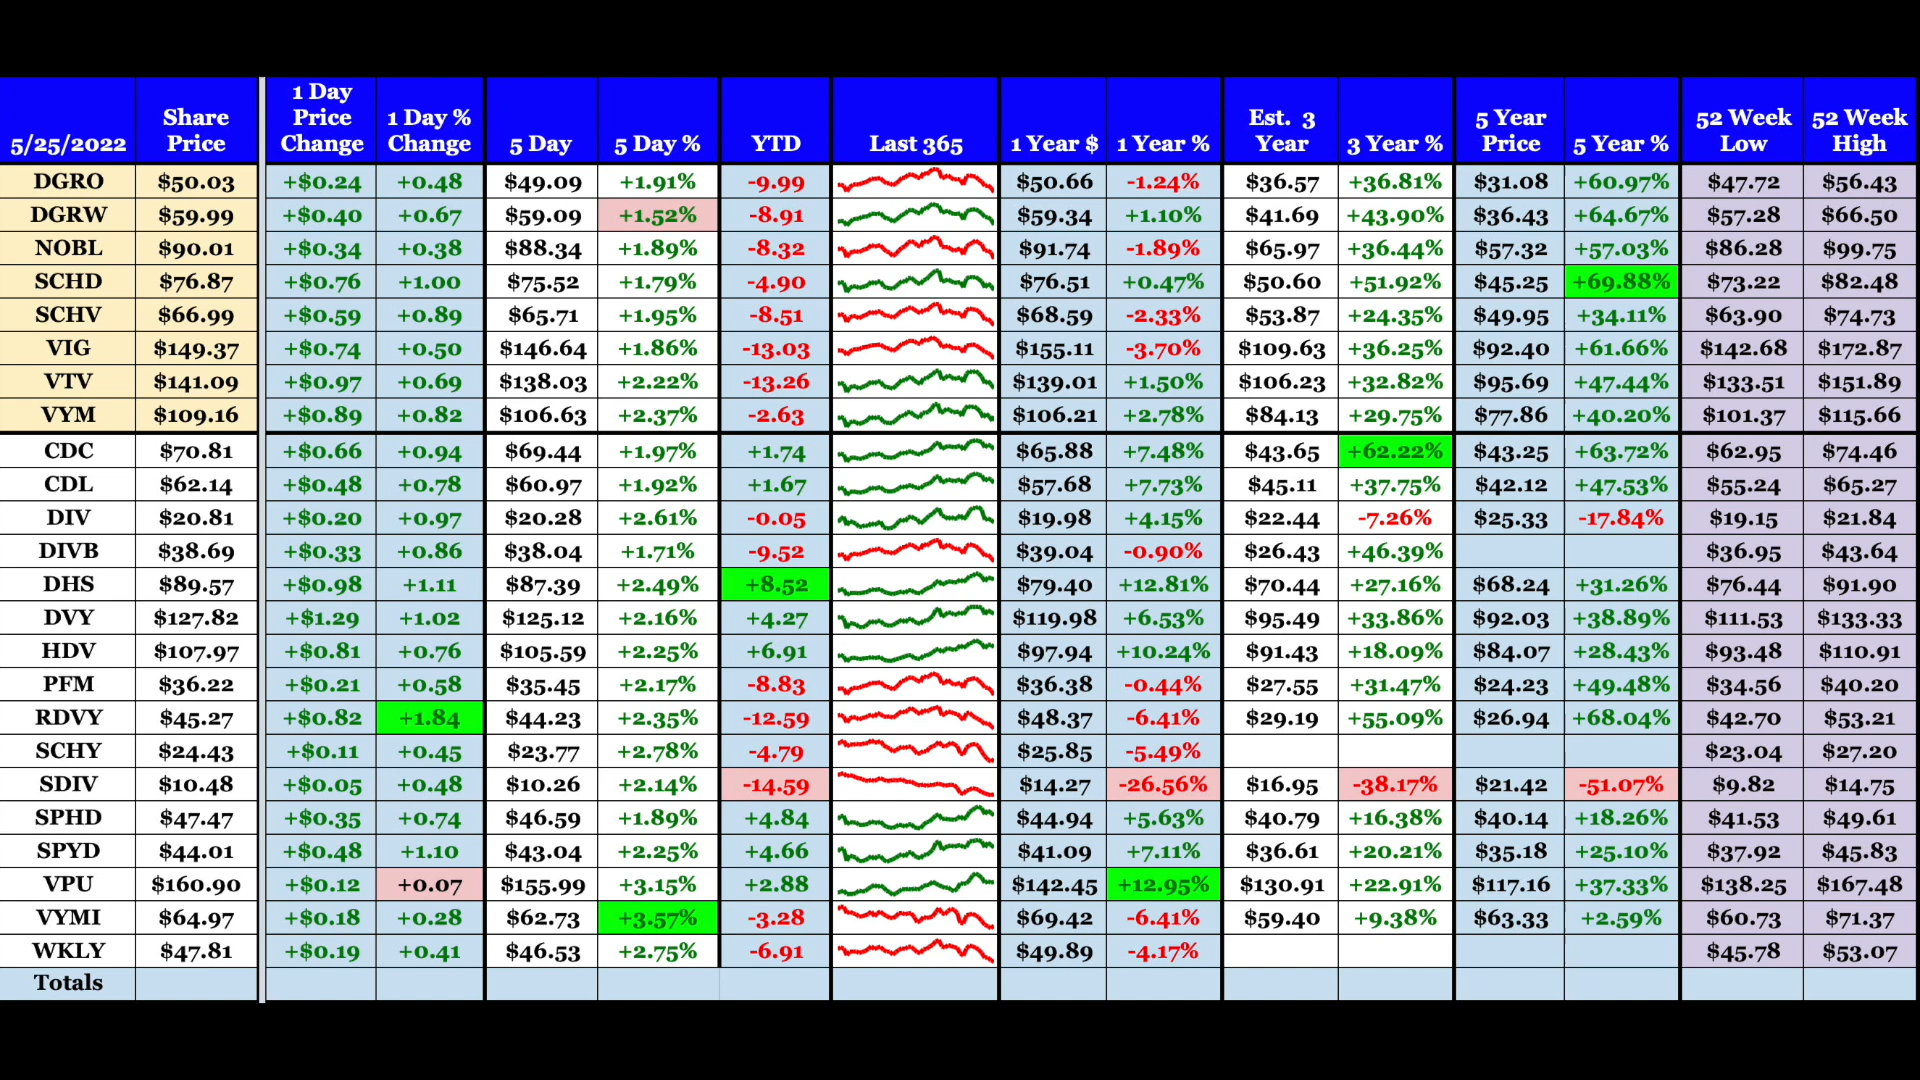 5/25/2022 Share Price 1 Day Price Change 1 Day % Change 5 Day 5 Day % YTD Last 365 1 Year $ 1 Year % Est. 3 Year 3 Year % 5 Year Price 5 Year % 52 Week Low 52 Week High
DGRO $50.03 +$0.24 +0.48 $49.09 +1.91% -9.99 $50.66 -1.24% $36.57 +36.81% $31.08 +60.97% $47.72 $56.43
DGRW $59.99 +$0.40 +0.67 $59.09 +1.52% -8.91 $59.34 +1.10% $41.69 +43.90% $36.43 +64.67% $57.28 $66.50
NOBL $90.01 +$0.34 +0.38 $88.34 +1.89% -8.32 $91.74 -1.89% $65.97 +36.44% $57.32 +57.03% $86.28 $99.75
SCHD $76.87 +$0.76 +1.00 $75.52 +1.79% -4.90 $76.51 +0.47% $50.60 +51.92% $45.25 +69.88% $73.22 $82.48
SCHV $66.99 +$0.59 +0.89 $65.71 +1.95% -8.51 $68.59 -2.33% $53.87 +24.35% $49.95 +34.11% $63.90 $74.73
VIG $149.37 +$0.74 +0.50 $146.64 +1.86% -13.03 $155.11 -3.70% $109.63 +36.25% $92.40 +61.66% $142.68 $172.87
VTV $141.09 +$0.97 +0.69 $138.03 +2.22% -13.26 $139.01 +1.50% $106.23 +32.82% $95.69 +47.44% $133.51 $151.89
VYM $109.16 +$0.89 +0.82 $106.63 +2.37% -2.63 $106.21 +2.78% $84.13 +29.75% $77.86 +40.20% $101.37 $115.66
CDC $70.81 +$0.66 +0.94 $69.44 +1.97% +1.74 $65.88 +7.48% $43.65 +62.22% $43.25 +63.72% $62.95 $74.46
CDL $62.14 +$0.48 +0.78 $60.97 +1.92% +1.67 $57.68 +7.73% $45.11 +37.75% $42.12 +47.53% $55.24 $65.27
DIV $20.81 +$0.20 +0.97 $20.28 +2.61% -0.05 $19.98 +4.15% $22.44 -7.26% $25.33 -17.84% $19.15 $21.84
DIVB $38.69 +$0.33 +0.86 $38.04 +1.71% -9.52 $39.04 -0.90% $26.43 +46.39% $36.95 $43.64
DHS $89.57 +$0.98 +1.11 $87.39 +2.49% +8.52 $79.40 +12.81% $70.44 +27.16% $68.24 +31.26% $76.44 $91.90
DVY $127.82 +$1.29 +1.02 $125.12 +2.16% +4.27 $119.98 +6.53% $95.49 +33.86% $92.03 +38.89% $111.53 $133.33
HDV $107.97 +$0.81 +0.76 $105.59 +2.25% +6.91 $97.94 +10.24% $91.43 +18.09% $84.07 +28.43% $93.48 $110.91
PFM $36.22 +$0.21 +0.58 $35.45 +2.17% -8.83 $36.38 -0.44% $27.55 +31.47% $24.23 +49.48% $34.56 $40.20
RDVY $45.27 +$0.82 +1.84 $44.23 +2.35% -12.59 $48.37 -6.41% $29.19 +55.09% $26.94 +68.04% $42.70 $53.21
SCHY $24.43 +$0.11 +0.45 $23.77 +2.78% -4.79 $25.85 -5.49% $23.04 $27.20
SDIV $10.48 +$0.05 +0.48 $10.26 +2.14% -14.59 $14.27 -26.56% $16.95 -38.17% $21.42 -51.07% $9.82 $14.75
SPHD $47.47 +$0.35 +0.74 $46.59 +1.89% +4.84 $44.94 +5.63% $40.79 +16.38% $40.14 +18.26% $41.53 $49.61
SPYD $44.01 +$0.48 +1.10 $43.04 +2.25% +4.66 $41.09 +7.11% $36.61 +20.21% $35.18 +25.10% $37.92 $45.83
VPU $160.90 +$0.12 +0.07 $155.99 +3.15% +2.88 $142.45 +12.95% $130.91 +22.91% $117.16 +37.33% $138.25 $167.48
VYMI $64.97 +$0.18 +0.28 $62.73 +3.57% -3.28 $69.42 -6.41% $59.40 +9.38% $63.33 +2.59% $60.73 $71.37
WKLY $47.81 +$0.19 +0.41 $46.53 +2.75% -6.91 $49.89 -4.17% $45.78 $53.07
Totals